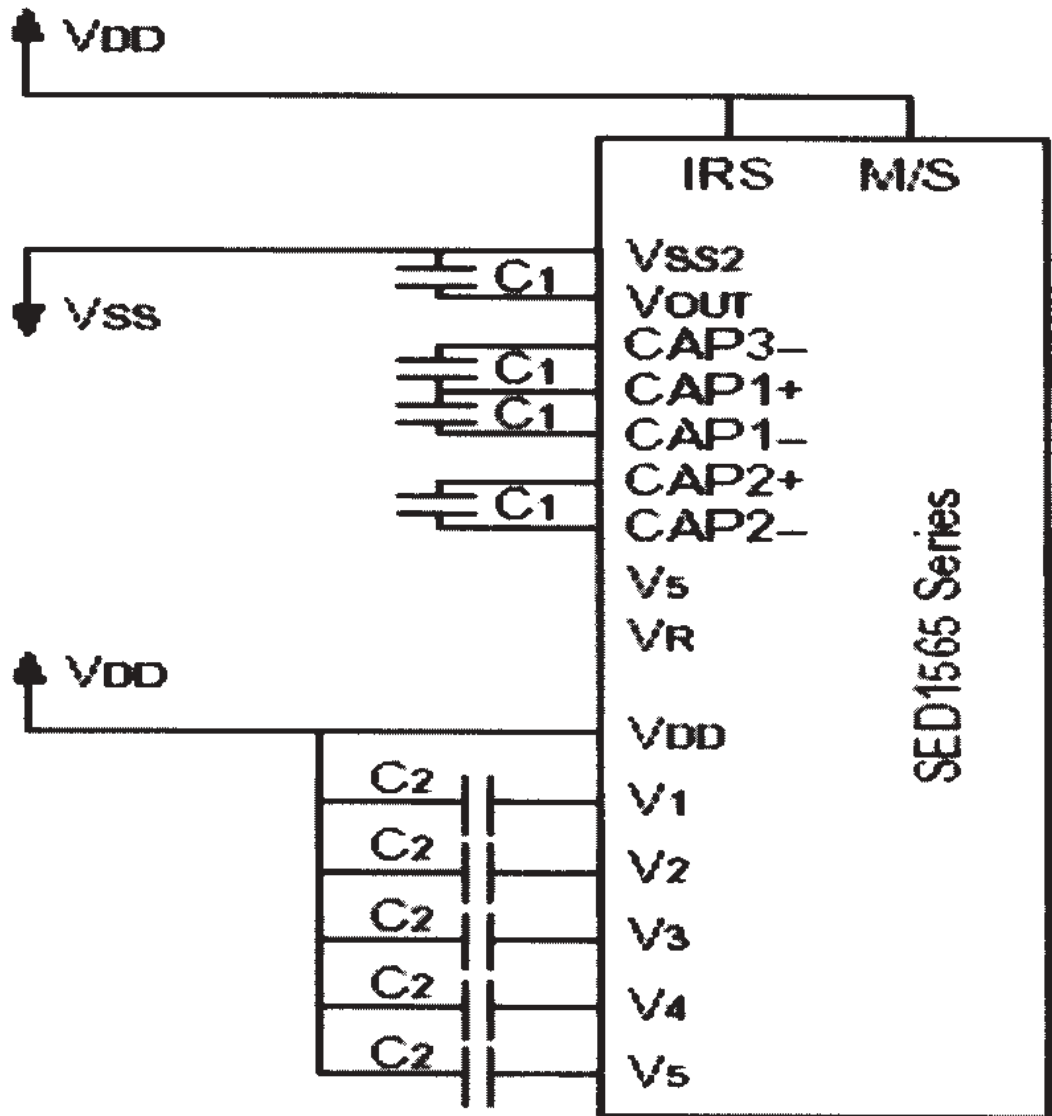 VDD
IRS M/S
VSS2
C1
VOUT
VSS
CAP3–
C1
CAP1+
C1
CAP1–
CAP2+
C1
CAP2–
V5
VR
SED1565 Series
VDD
VDD
C2
V1
C2
V2
C2
V3
C2
V4
C2
V5